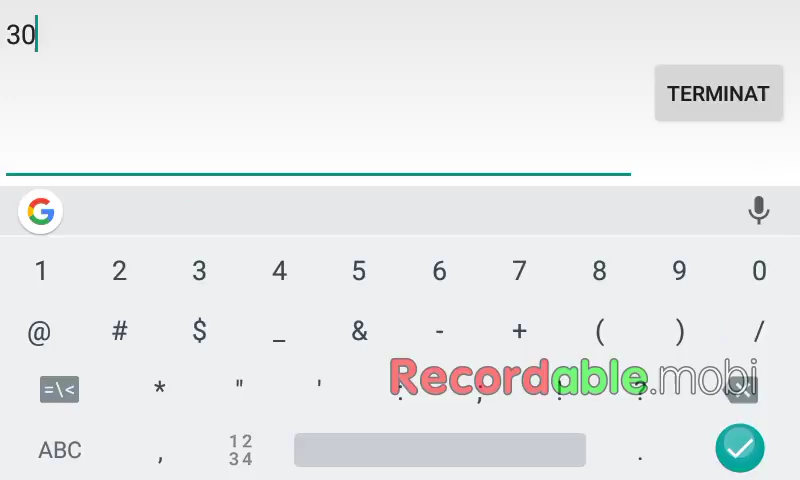 30
TERMINAT
G
1 2 3 4 5 6 7 8 9 0
@ # $ _ & - + ( ) /
=\< * " ' : ; ! ?
Recordable.mobi
ABC , 12 34 .